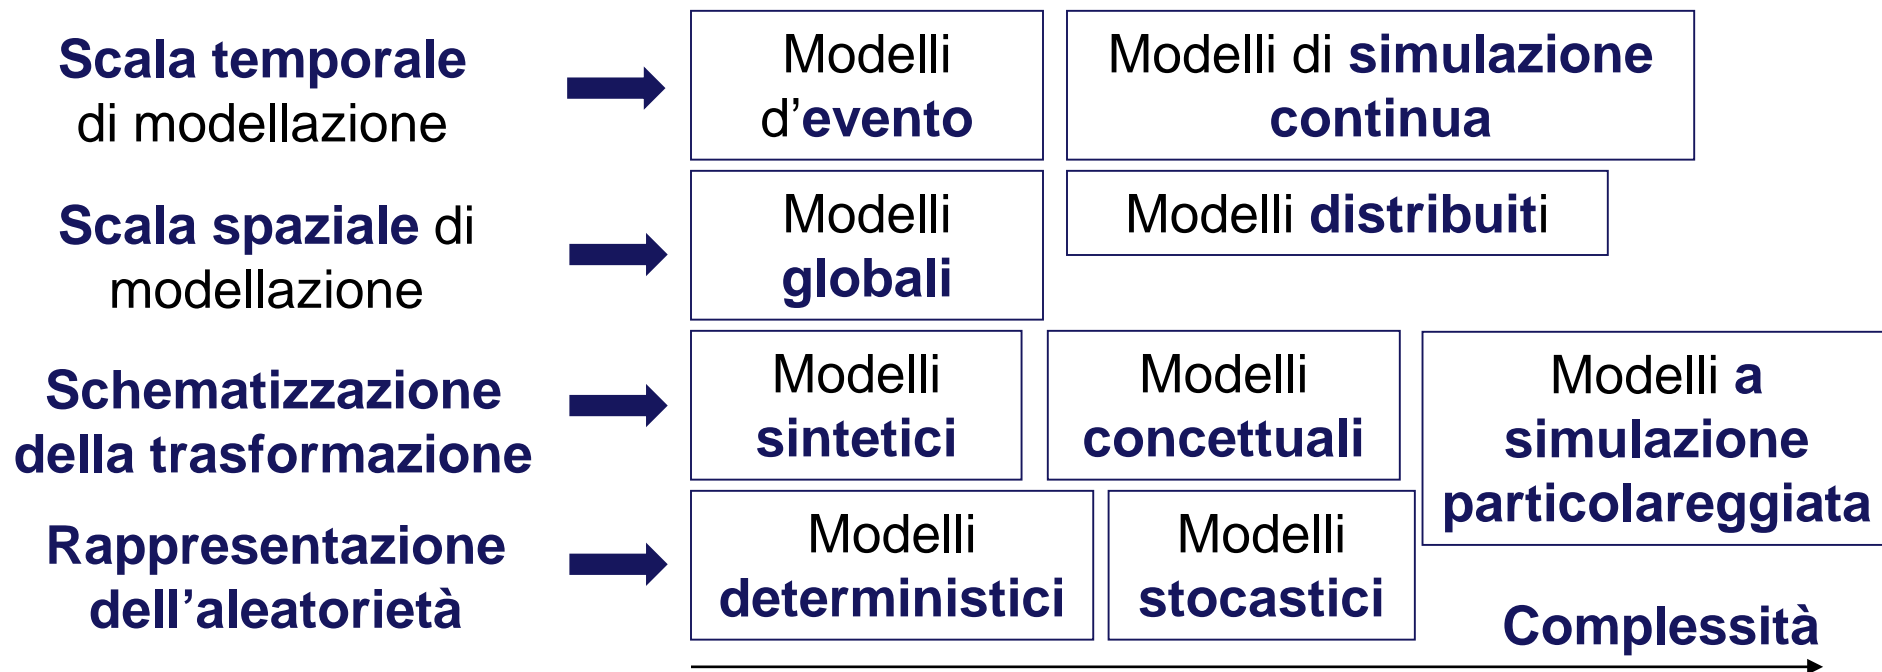 Scala temporale
di modellazione
Modelli
d’evento
Modelli di simulazione
continua
Scala spaziale di
modellazione
Modelli
globali
Modelli distribuiti
Schematizzazione
della trasformazione
Modelli
sintetici
Modelli
concettuali
Modelli a
simulazione
particolareggiata
Rappresentazione
dell’aleatorietà
Modelli
deterministici
Modelli
stocastici
Complessità